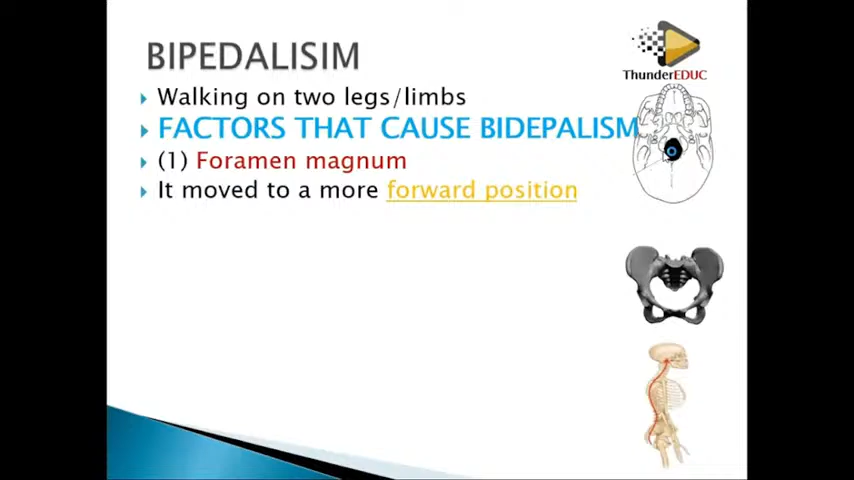 BIPEDALISIM
ThunderEDUC
Walking on two legs/limbs
FACTORS THAT CAUSE BIDEPALISM
(1) Foramen magnum
It moved to a more forward position